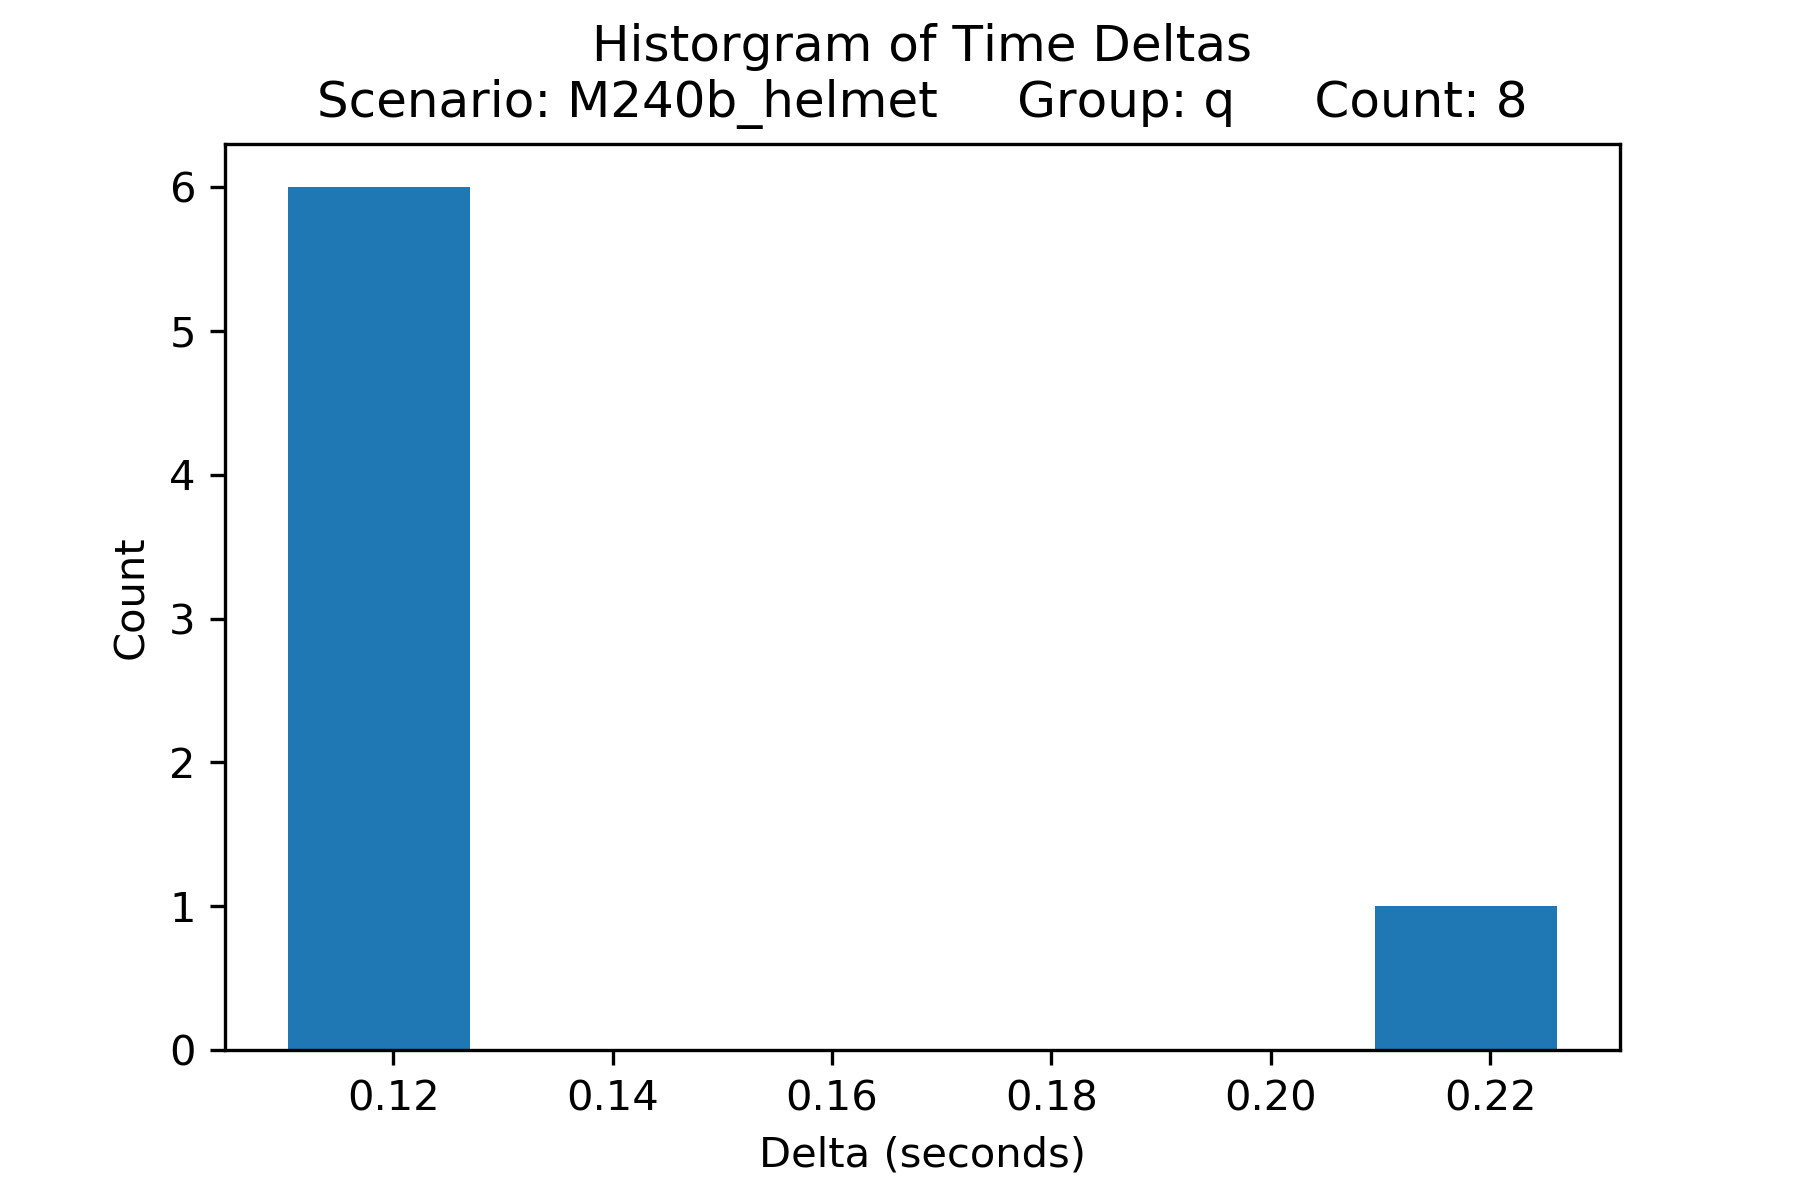 Historgram of Time Deltas
Scenario: M240b_helmet     Group: q     Count: 8
6
5
4
3
2
1
0
Count
0.12 0.14 0.16 0.18 0.20 0.22
Delta (seconds)